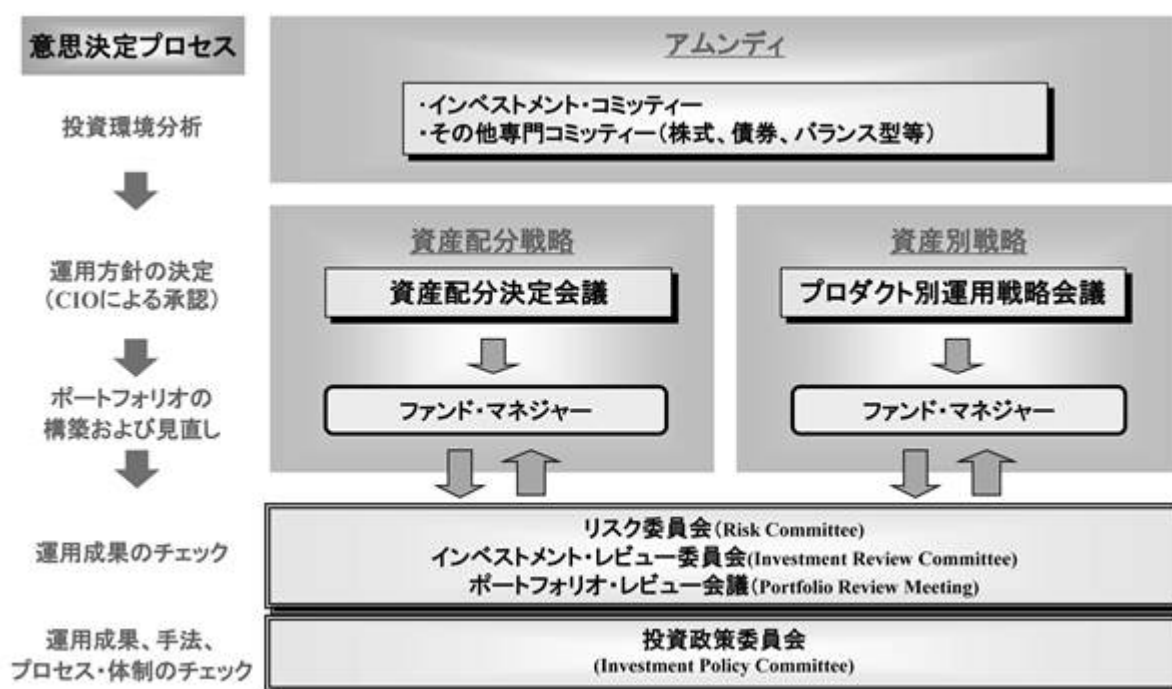 意思決定プロセス
アムンディ
投資環境分析
・インベストメント・コミッティー
・その他専門コミッティー(株式、債券、バランス型等)
運用方針の決定
(CIOによる承認)
資産配分戦略
資産配分決定会議
資産別戦略
プロダクト別運用戦略会議
ポートフォリオの
構築および見直し
ファンド・マネジャー
ファンド・マネジャー
運用成果のチェック
リスク委員会(Risk Committee)
インベストメント・レビュー委員会(Investment Review Committee)
ポートフォリオ・レビュー会議(Portfolio Review Meeting)
運用成果、手法、
プロセス・体制のチェック
投資政策委員会
(Investment Policy Committee)